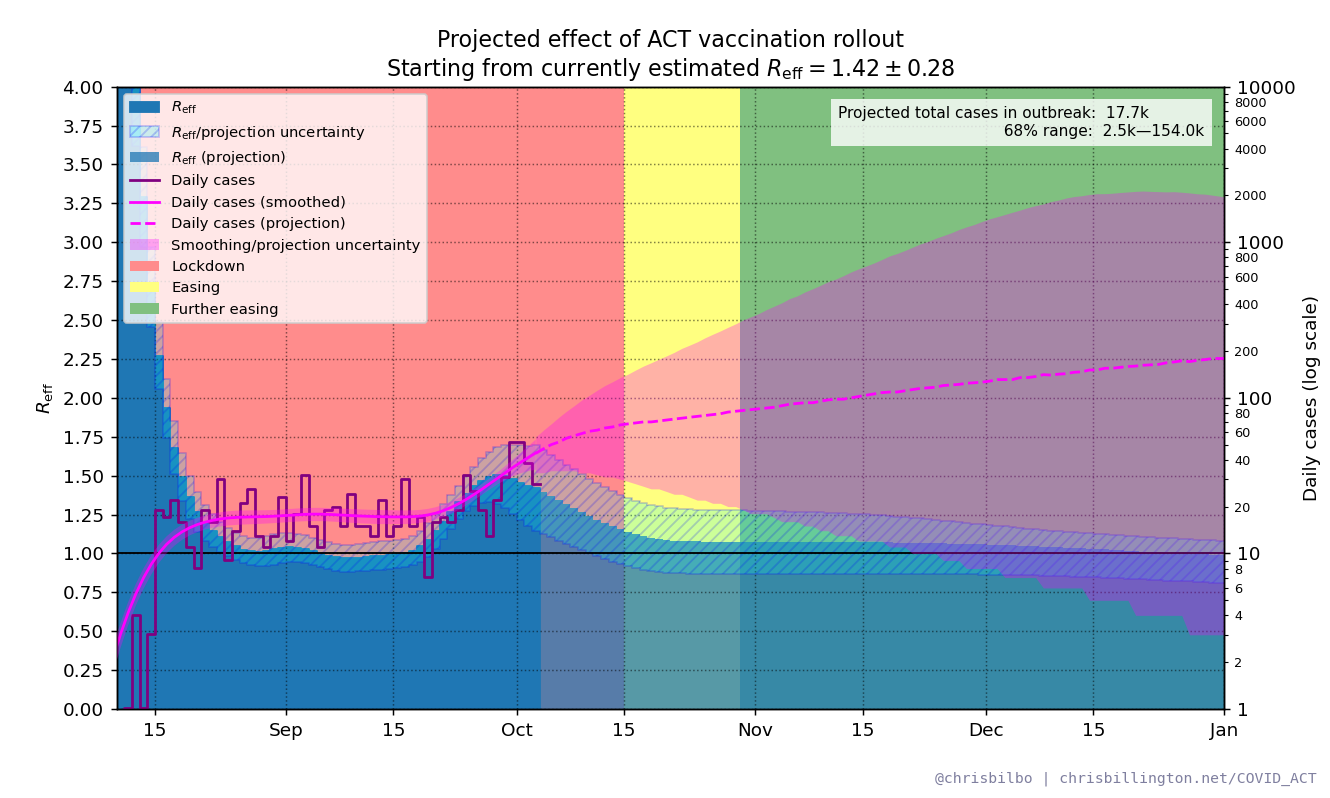 Projected effect of ACT vaccination rollout
Starting from currently estimated R_eff = 1.42 ± 0.28
4.00
3.75
3.50
3.25
3.00
2.75
2.50
2.25
2.00
1.75
1.50
1.25
1.00
0.75
0.50
0.25
0.00
R_eff
R_eff
R_eff/projection uncertainty
R_eff (projection)
Daily cases
Daily cases (smoothed)
Daily cases (projection)
Smoothing/projection uncertainty
Lockdown
Easing
Further easing
Projected total cases in outbreak: 17.7k
68% range: 2.5k—154.0k
10000
8000
6000
4000
2000
1000
800
600
400
200
100
80
60
40
20
10
8
6
4
2
1
Daily cases (log scale)
15 Sep 15 Oct 15 Nov 15 Dec 15 Jan
@chrisbilbo | chrisbillington.net/COVID_ACT